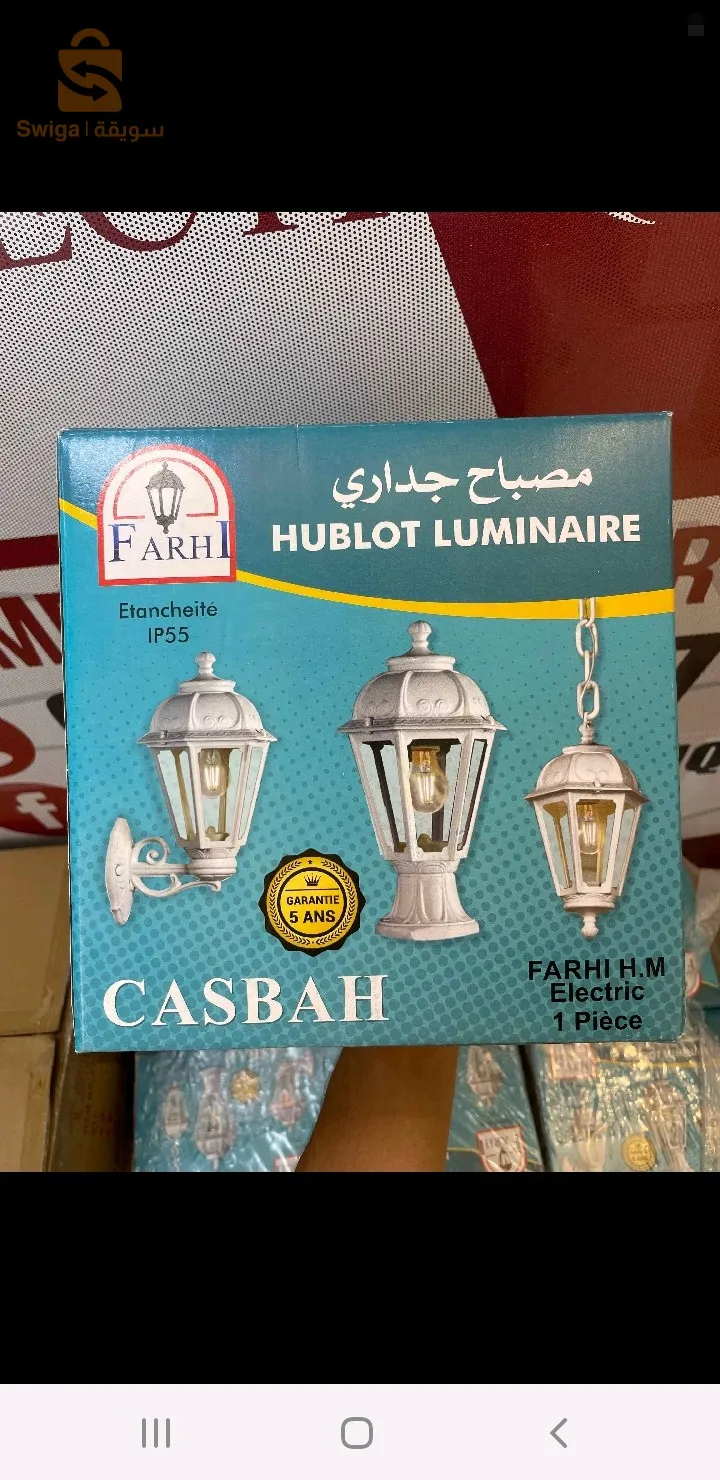 Swiga | سويقة
مصباح جداري
HUBLOT LUMINAIRE
FARHI
Etancheité
IP55
GARANTIE
5 ANS
CASBAH
FARHI H.M
Electric
1 Pièce